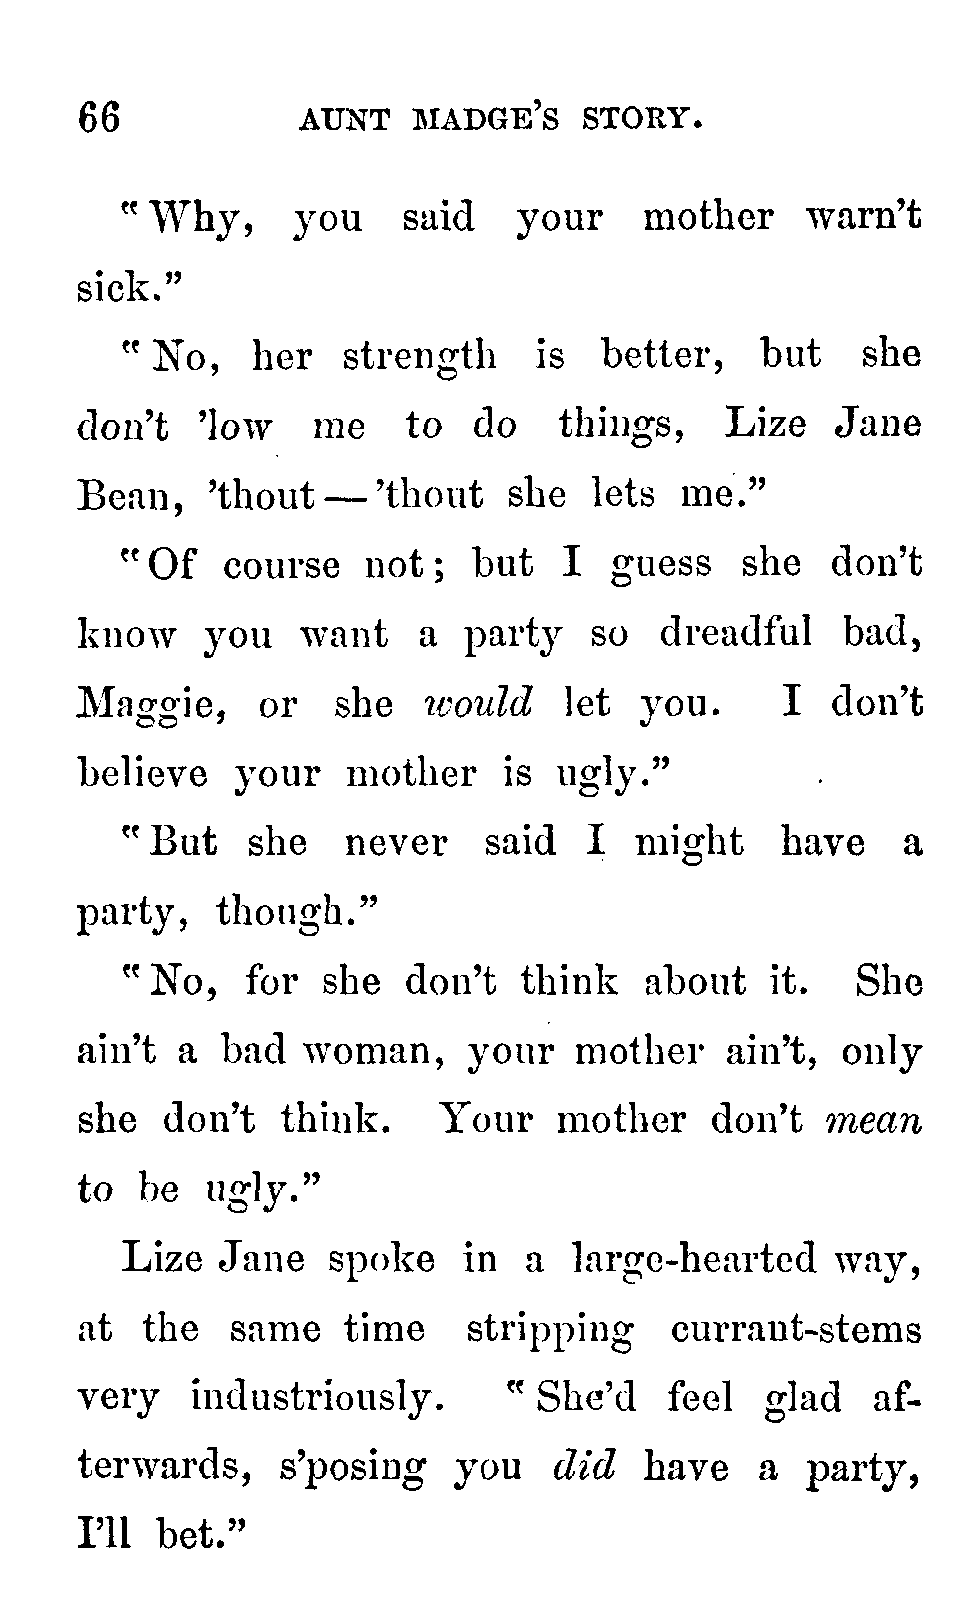 66 AUNT MADGE'S STORY.
"Why, you said your mother warn't
sick."
"No, her strength is better, but she
don't 'low me to do things, Lize Jane
Bean, 'thout — 'thout she lets me."
"Of course not; but I guess she don't
know you want a party so dreadful bad,
Maggie, or she would let you. I don't
believe your mother is ugly."
"But she never said I might have a
party, though."
"No, for she don't think about it. She
ain't a bad woman, your mother ain't, only
she don't think. Your mother don't mean
to be ugly."
Lize Jane spoke in a large-hearted way,
at the same time stripping currant-stems
very industriously. "She'd feel glad af-
terwards, s'posing you did have a party,
I'll bet."